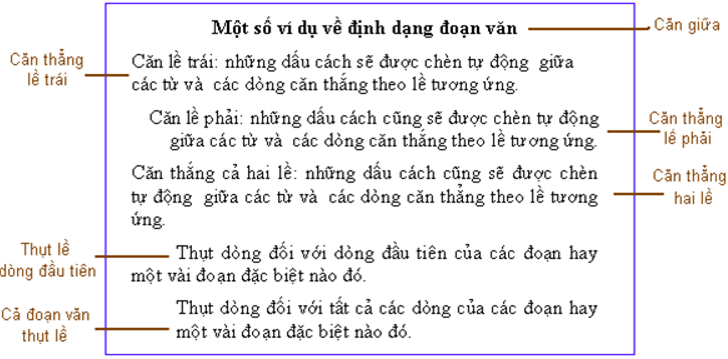 Một số ví dụ về định dạng đoạn văn
Căn giữa
Căn thẳng
lề trái
Căn lề trái: những dấu cách sẽ được chèn tự động giữa
các từ và các dòng căn thắng theo lề tương ứng.
Căn lề phải: những dấu cách cũng sẽ được chèn tự động
giữa các từ và các dòng căn thắng theo lề tương ứng.
Căn thẳng
lề phải
Căn thắng cả hai lề: những dấu cách cũng sẽ được chèn
tự động giữa các từ và các dòng căn thẳng theo lề tương
ứng.
Căn thẳng
hai lề
Thụt lề
dòng đầu tiên
Thụt dòng đối với dòng đầu tiên của các đoạn hay
một vài đoạn đặc biệt nào đó.
Cả đoạn văn
thụt lề
Thụt dòng đối với tất cả các dòng của các đoạn hay
một vài đoạn đặc biệt nào đó.